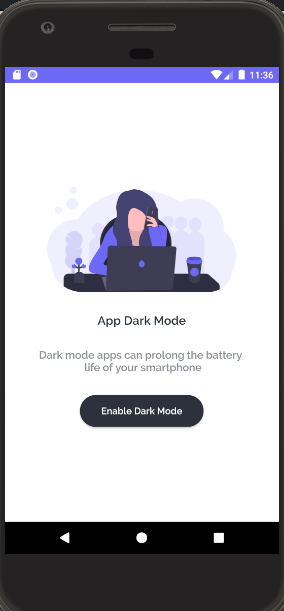 11:36
App Dark Mode
Dark mode apps can prolong the battery
life of your smartphone
Enable Dark Mode